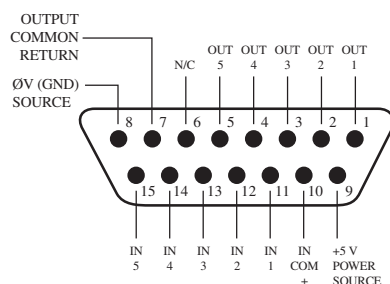 OUTPUT
COMMON
RETURN
ØV (GND)
SOURCE
N/C
OUT
5
OUT
4
OUT
3
OUT
2
OUT
1
8
7
6
5
4
3
2
1
15
14
13
12
11
10
9
IN
5
IN
4
IN
3
IN
2
IN
1
IN
COM
+
+5 V
POWER
SOURCE